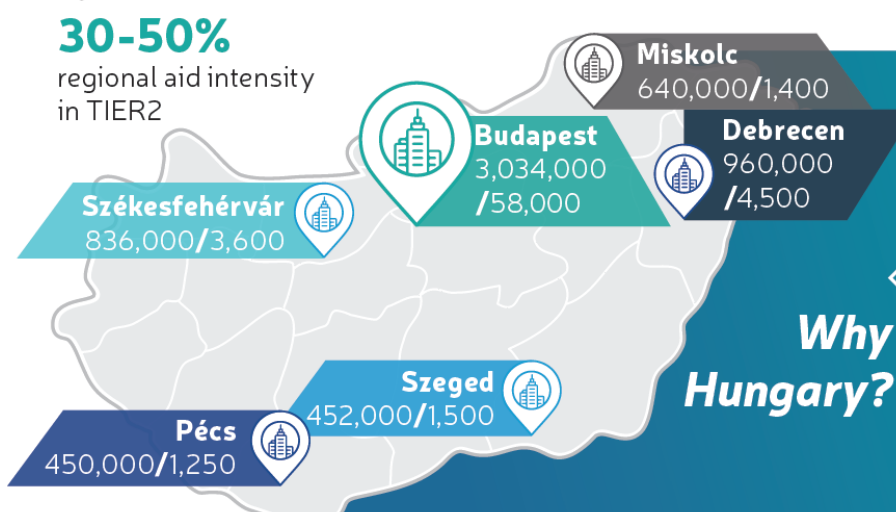 30-50%
regional aid intensity
in TIER2
Miskolc
640,000/1,400
Budapest
3,034,000
/58,000
Debrecen
960,000
/4,500
Székesfehérvár
836,000/3,600
Why
Hungary?
Szeged
452,000/1,500
Pécs
450,000/1,250